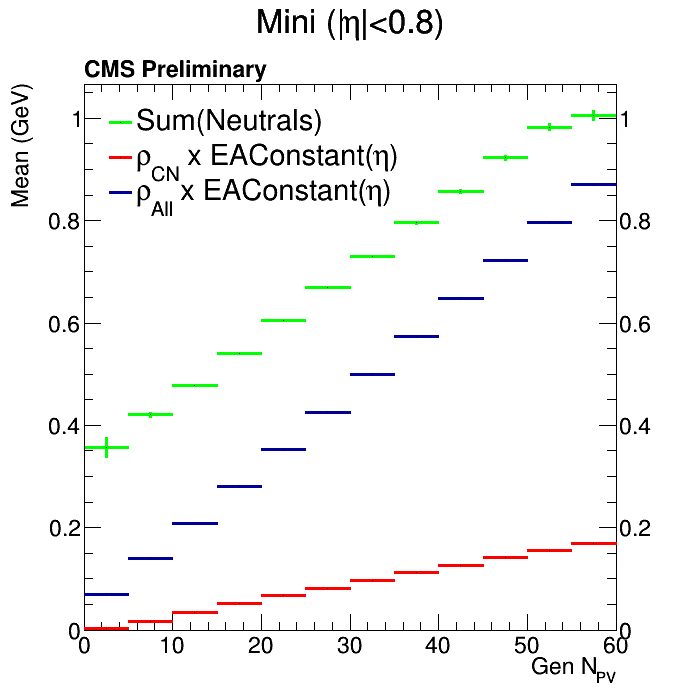 Mini (|η|<0.8)
CMS Preliminary
Mean (GeV)
Sum(Neutrals)
ρCN x EAConstant(η)
ρAll x EAConstant(η)
1 1
0.8 0.8
0.6 0.6
0.4 0.4
0.2 0.2
0 0
0 10 20 30 40 50 60
Gen NPV